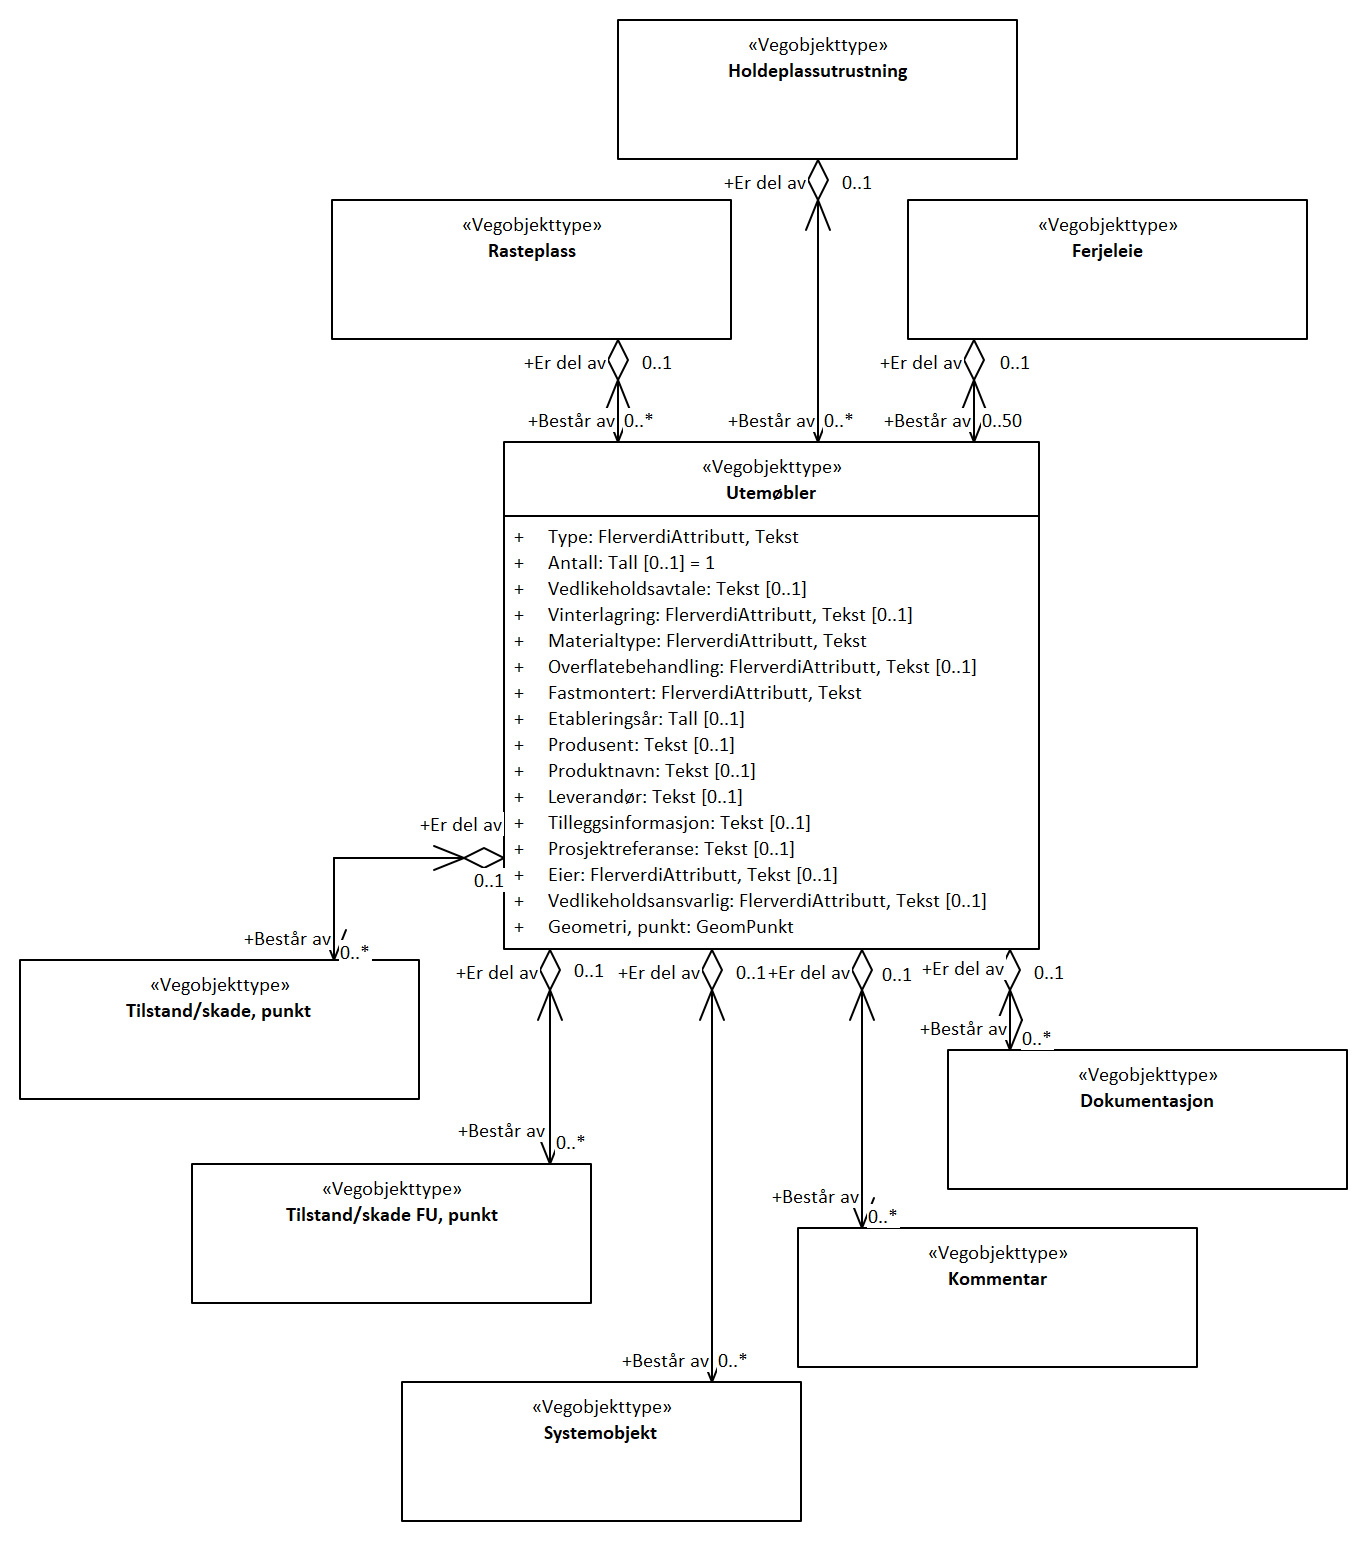 «Vegobjekttype»
Holdeplassutrustning
+Er del av 0..1
«Vegobjekttype»
Rasteplass
«Vegobjekttype»
Ferjeleie
+Er del av 0..1
+Er del av 0..1
+Består av 0..*
+Består av 0..*
+Består av 0..50
«Vegobjekttype»
Utemøbler
+ Type: FlerverdiAttributt, Tekst
+ Antall: Tall [0..1] = 1
+ Vedlikeholdsavtale: Tekst [0..1]
+ Vinterlagring: FlerverdiAttributt, Tekst [0..1]
+ Materialtype: FlerverdiAttributt, Tekst
+ Overflatebehandling: FlerverdiAttributt, Tekst [0..1]
+ Fastmontert: FlerverdiAttributt, Tekst
+ Etableringsår: Tall [0..1]
+ Produsent: Tekst [0..1]
+ Produktnavn: Tekst [0..1]
+ Leverandør: Tekst [0..1]
+ Tilleggsinformasjon: Tekst [0..1]
+ Prosjektreferanse: Tekst [0..1]
+ Eier: FlerverdiAttributt, Tekst [0..1]
+ Vedlikeholdsansvarlig: FlerverdiAttributt, Tekst [0..1]
+ Geometri, punkt: GeomPunkt
+Er del av
0..1
+Består av 0..*
«Vegobjekttype»
Tilstand/skade, punkt
+Er del av 0..1
+Er del av 0..1
+Er del av 0..1
+Er del av 0..1
+Består av 0..*
«Vegobjekttype»
Dokumentasjon
+Består av 0..*
«Vegobjekttype»
Tilstand/skade FU, punkt
+Består av 0..*
«Vegobjekttype»
Kommentar
+Består av 0..*
«Vegobjekttype»
Systemobjekt